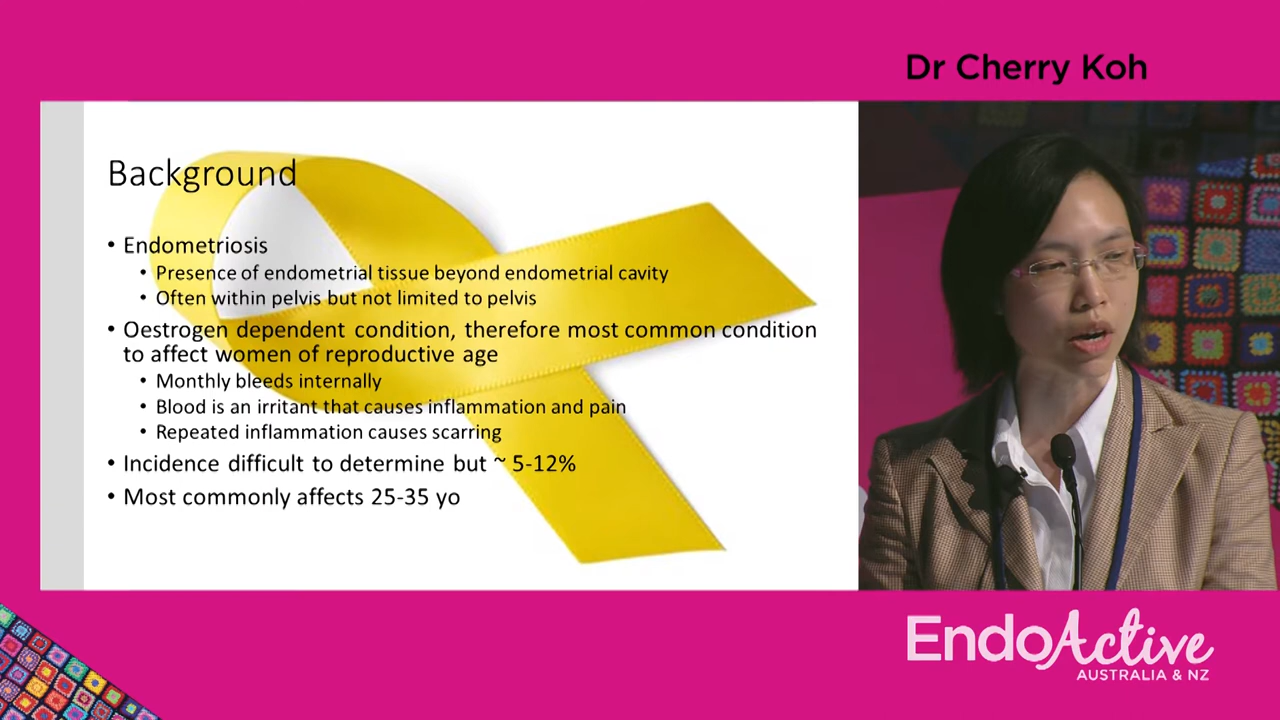 Dr Cherry Koh
Background
• Endometriosis
• Presence of endometrial tissue beyond endometrial cavity
• Often within pelvis but not limited to pelvis
• Oestrogen dependent condition, therefore most common condition
to affect women of reproductive age
• Monthly bleeds internally
• Blood is an irritant that causes inflammation and pain
• Repeated inflammation causes scarring
• Incidence difficult to determine but ~ 5-12%
• Most commonly affects 25-35 yo
EndoActive
AUSTRALIA & NZ